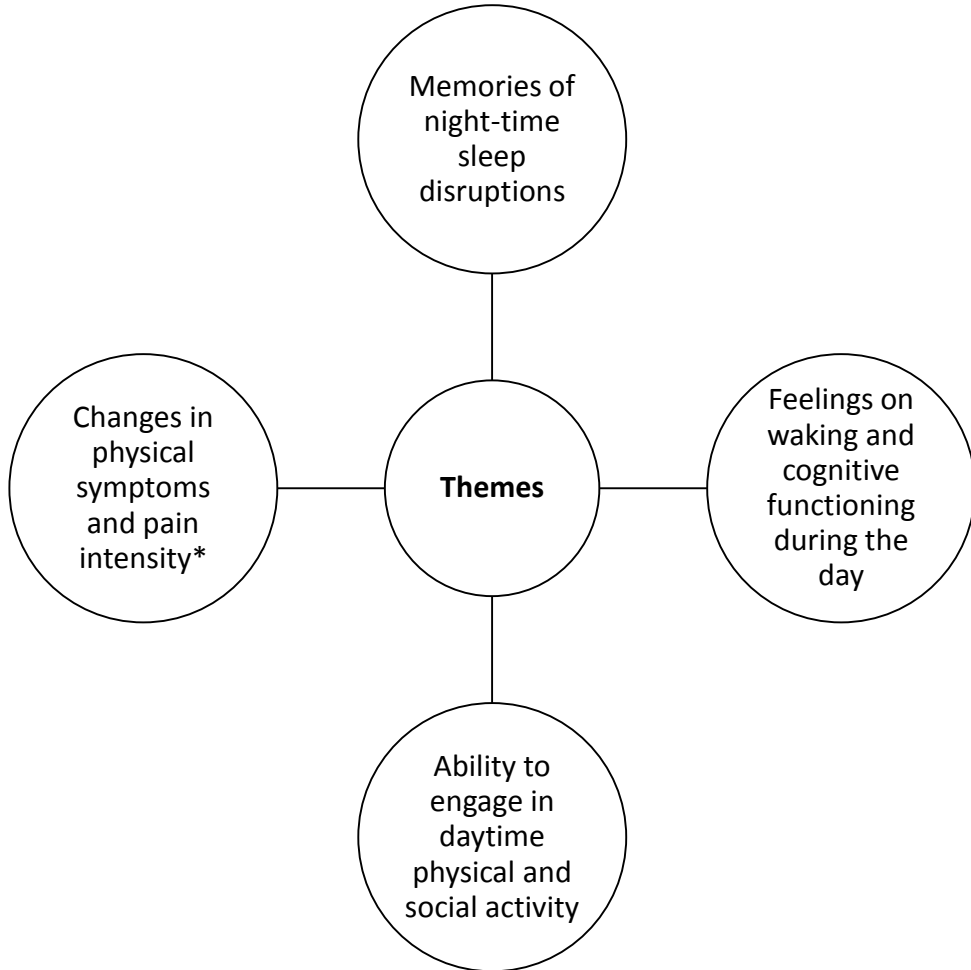 Memories of
night-time
sleep
disruptions
Changes in
physical
symptoms
and pain
intensity*
Themes
Feelings on
waking and
cognitive
functioning
during the
day
Ability to
engage in
daytime
physical and
social activity